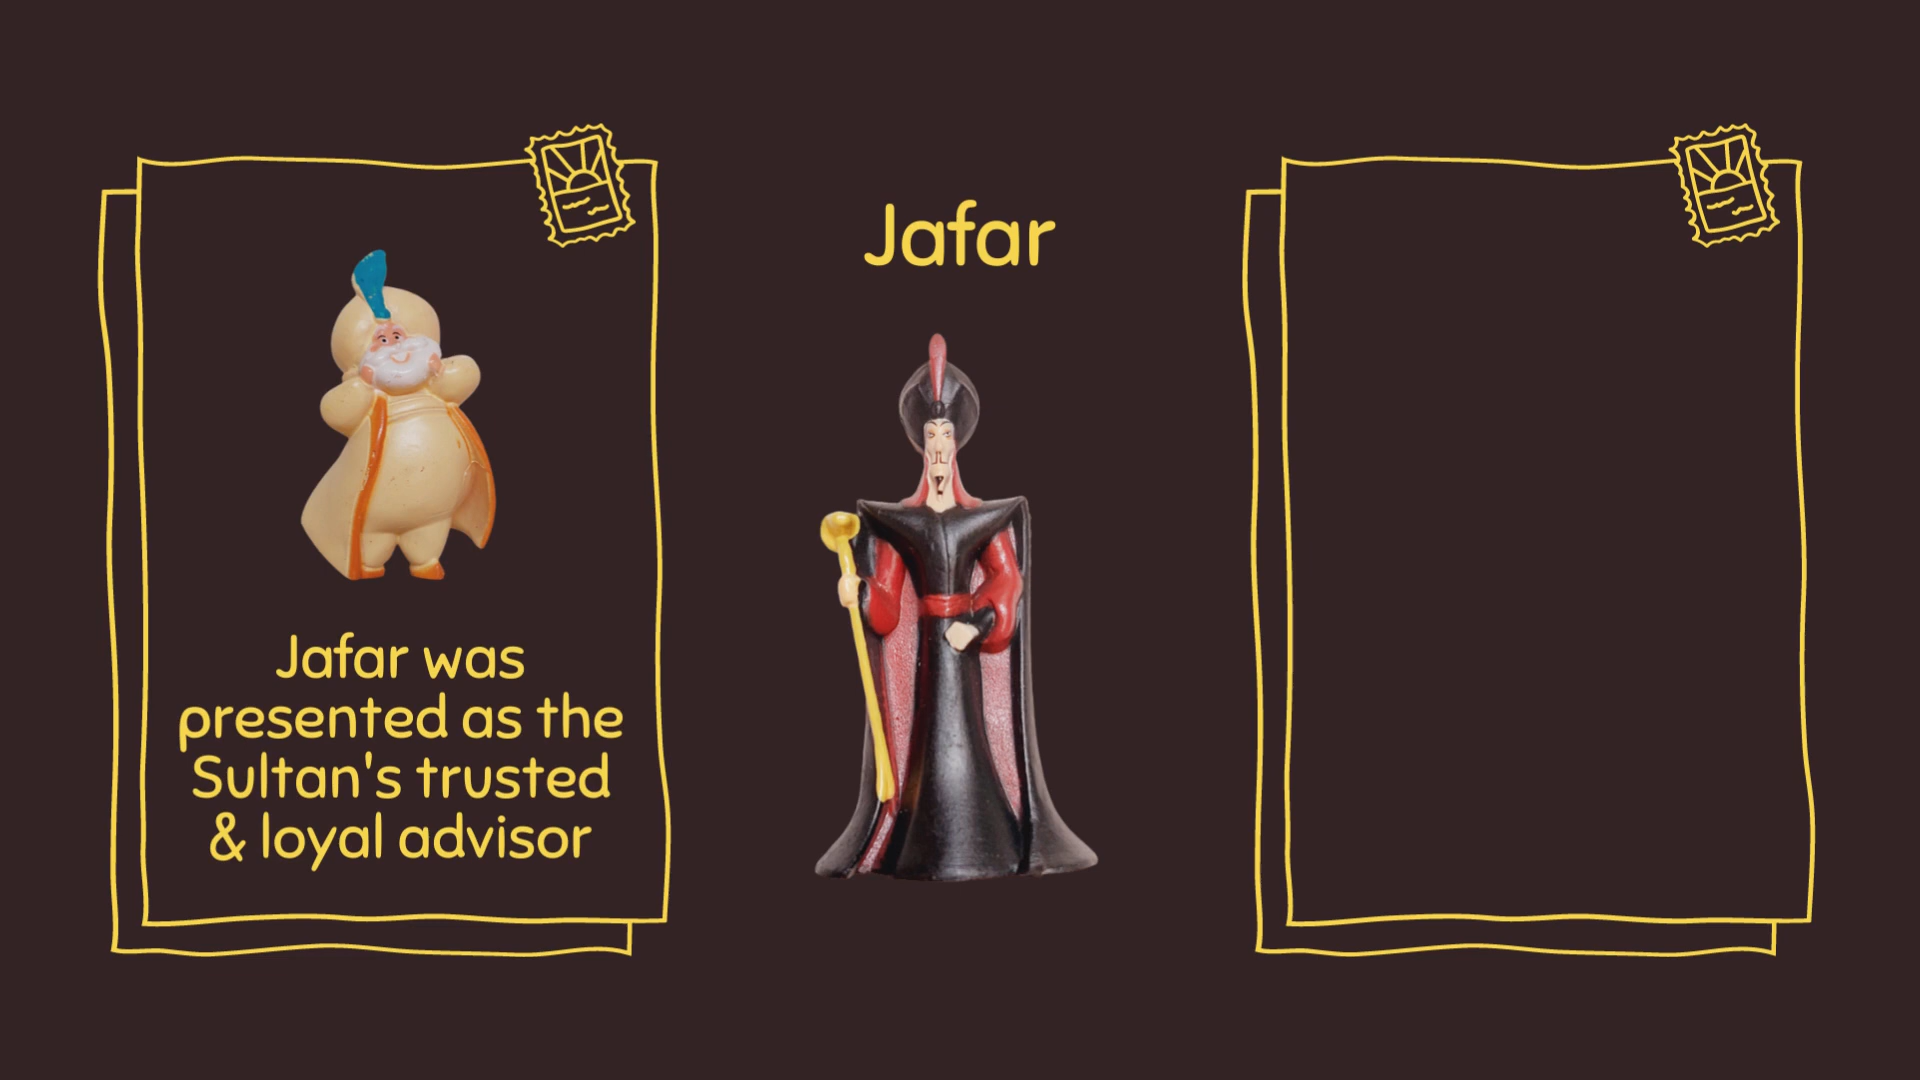 Jafar
Jafar was
presented as the
Sultan's trusted
& loyal advisor